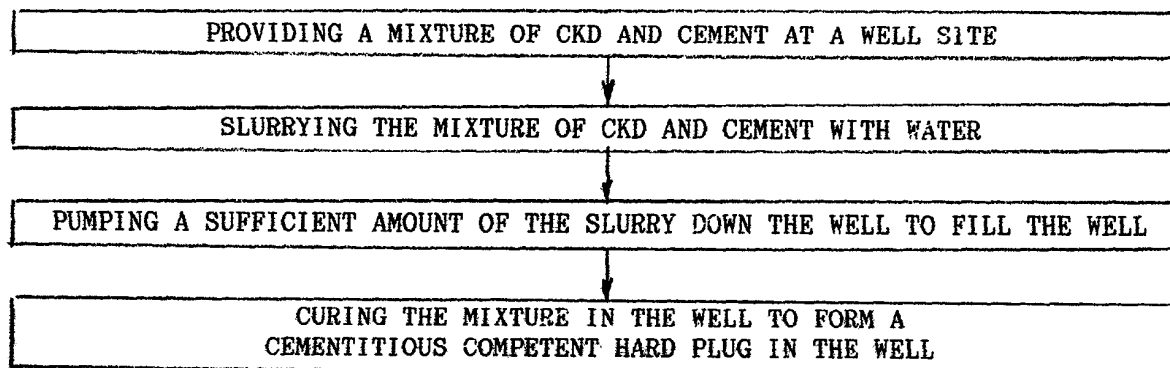 PROVIDING A MIXTURE OF CKD AND CEMENT AT A WELL SITE
SLURRYING THE MIXTURE OF CKD AND CEMENT WITH WATER
PUMPING A SUFFICIENT AMOUNT OF THE SLURRY DOWN THE WELL TO FILL THE WELL
CURING THE MIXTURE IN THE WELL TO FORM A
CEMENTITIOUS COMPETENT HARD PLUG IN THE WELL